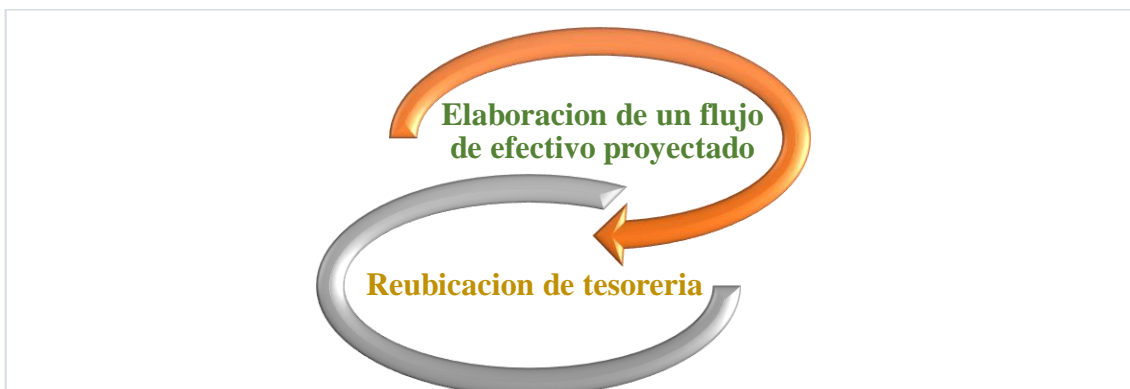 Elaboracion de un flujo
de efectivo proyectado
Reubicacion de tesoreria